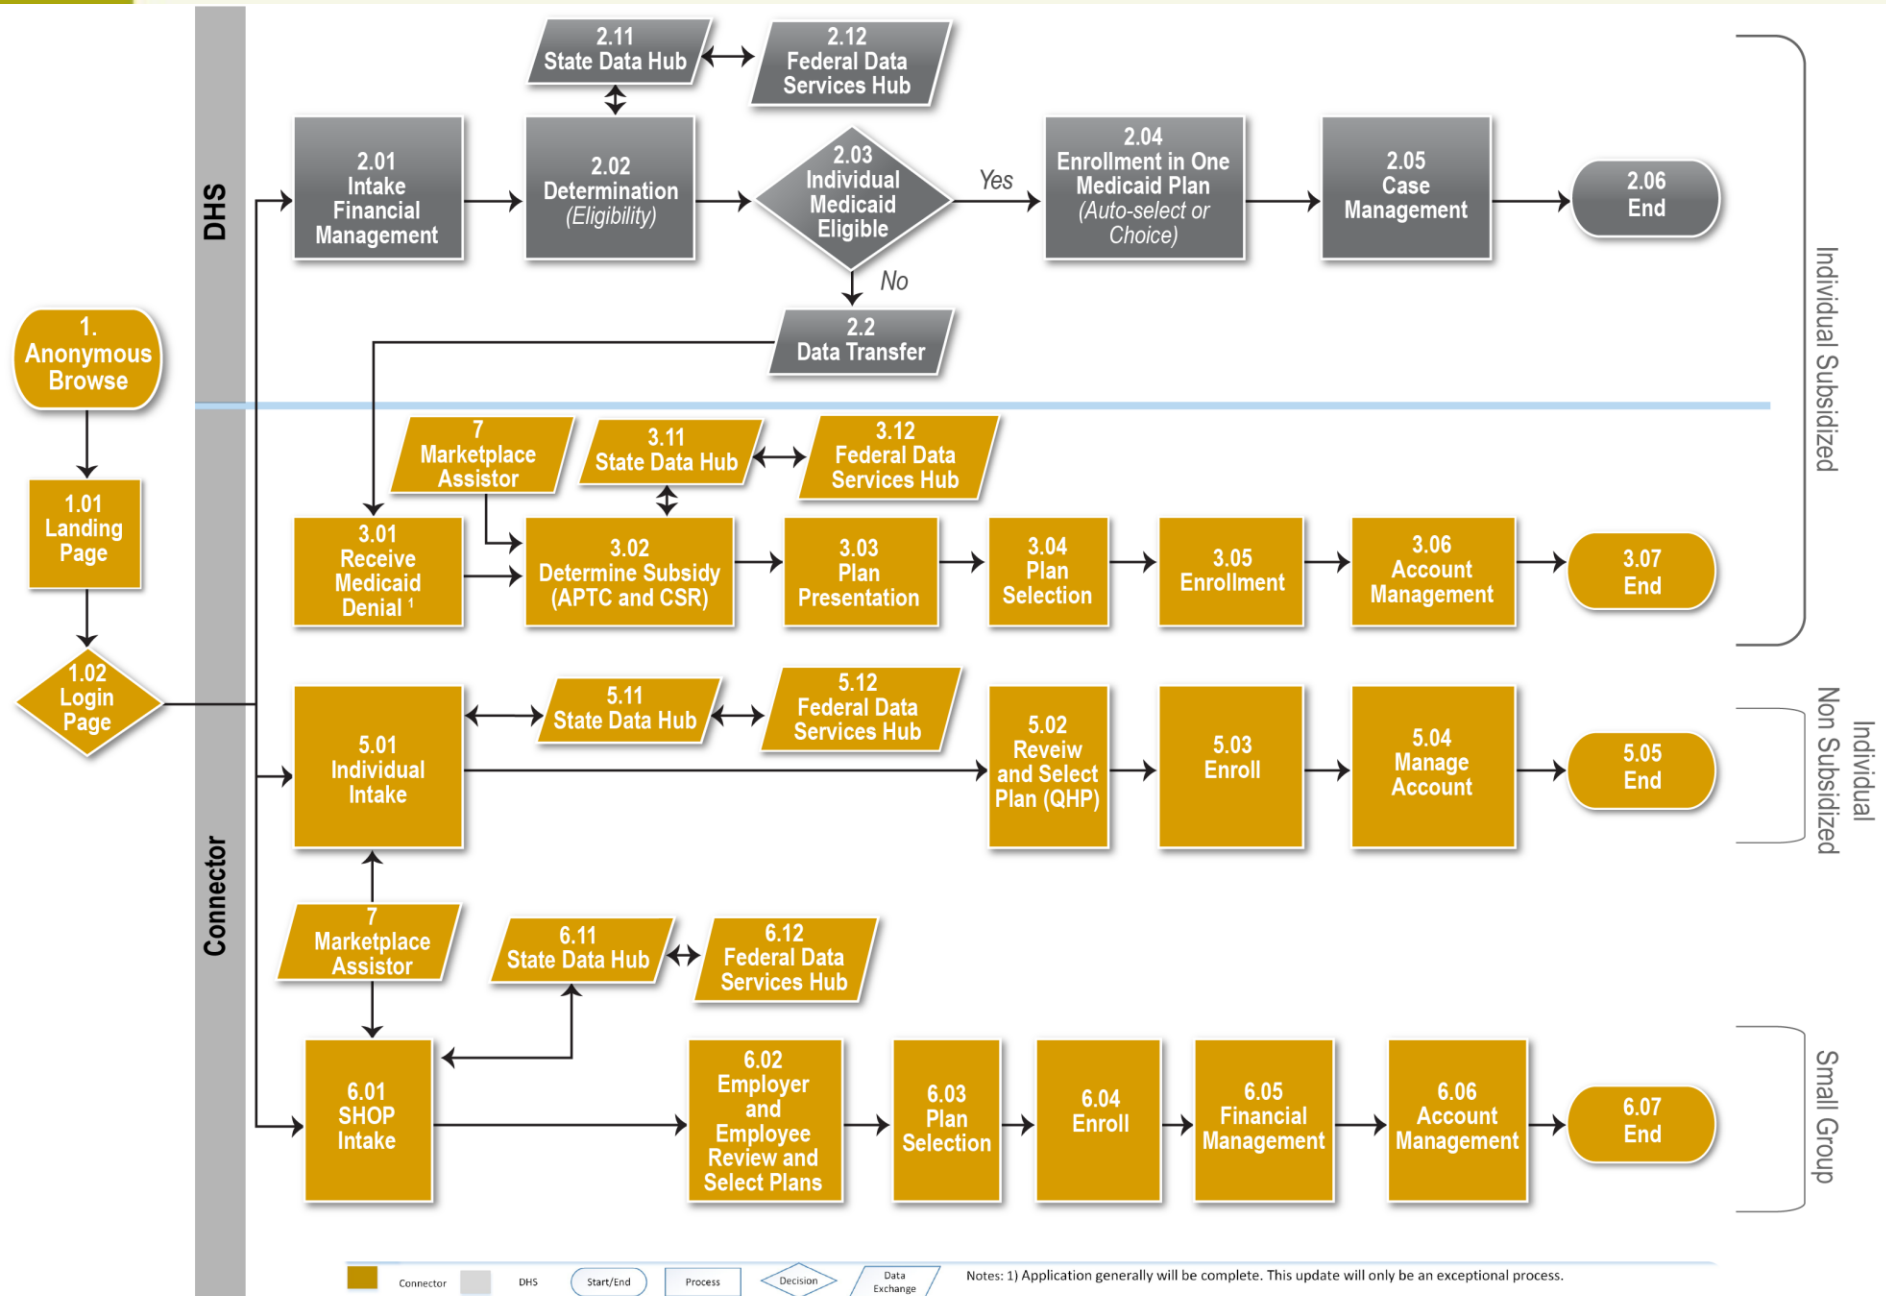 DHS
Connector
1.
Anonymous
Browse
1.01
Landing
Page
1.02
Login
Page
2.11
State Data Hub
2.12
Federal Data
Services Hub
2.01
Intake
Financial
Management
2.02
Determination
(Eligibility)
2.03
Individual
Medicaid
Eligible
Yes
No
2.04
Enrollment in One
Medicaid Plan
(Auto-select or
Choice)
2.05
Case
Management
2.06
End
2.2
Data Transfer
Individual Subsidized
7
Marketplace
Assistor
3.11
State Data Hub
3.12
Federal Data
Services Hub
3.01
Receive
Medicaid
Denial 1
3.02
Determine Subsidy
(APTC and CSR)
3.03
Plan
Presentation
3.04
Plan
Selection
3.05
Enrollment
3.06
Account
Management
3.07
End
5.01
Individual
Intake
5.11
State Data Hub
5.12
Federal Data
Services Hub
5.02
Reveiw
and Select
Plan (QHP)
5.03
Enroll
5.04
Manage
Account
5.05
End
Individual
Non Subsidized
7
Marketplace
Assistor
6.11
State Data Hub
6.12
Federal Data
Services Hub
6.01
SHOP
Intake
6.02
Employer
and
Employee
Review and
Select Plans
6.03
Plan
Selection
6.04
Enroll
6.05
Financial
Management
6.06
Account
Management
6.07
End
Small Group
Connector
DHS
Start/End
Process
Decision
Data
Exchange
Notes: 1) Application generally will be complete. This update will only be an exceptional process.